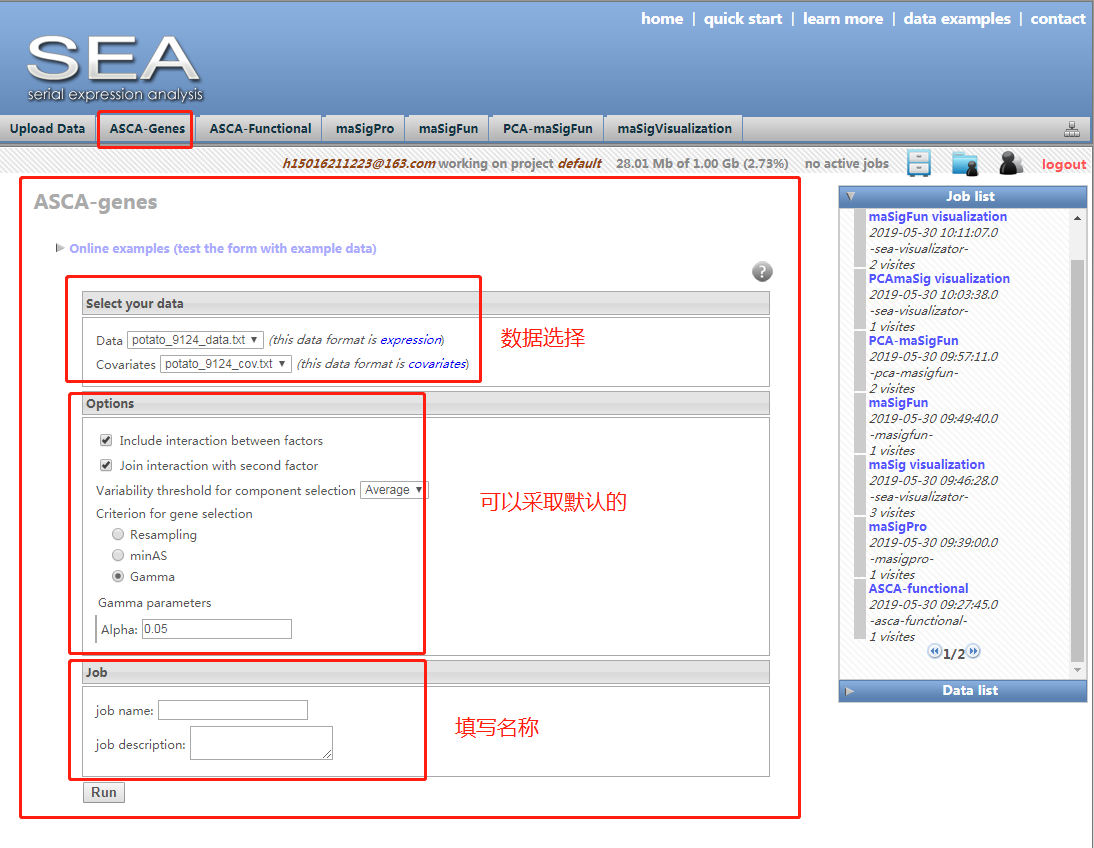 home | quick start | learn more | data examples | contact
SEA
serial expression analysis
Upload Data ASCA-Genes ASCA-Functional maSigPro maSigFun PCA-maSigFun maSigVisualization
h15016211223@163.com working on project default 28.01 Mb of 1.00 Gb (2.73%) no active jobs logout
ASCA-genes
Online examples (test the form with example data)
?
Select your data
Data potato_9124_data.txt (this data format is expression)
Covariates potato_9124_cov.txt (this data format is covariates)
数据选择
Options
Include interaction between factors
Join interaction with second factor
Variability threshold for component selection Average
Criterion for gene selection
Resampling
minAS
Gamma
Gamma parameters
Alpha: 0.05
可以采取默认的
Job
job name:
job description:
填写名称
Run
Job list
maSigFun visualization
2019-05-30 10:11:07.0
-sea-visualizator-
2 visites
PCAmaSig visualization
2019-05-30 10:03:38.0
-sea-visualizator-
1 visites
PCA-maSigFun
2019-05-30 09:57:11.0
-pca-masigfun-
2 visites
maSigFun
2019-05-30 09:49:40.0
-masigfun-
1 visites
maSig visualization
2019-05-30 09:46:28.0
-sea-visualizator-
3 visites
maSigPro
2019-05-30 09:39:00.0
-masigpro-
1 visites
ASCA-functional
2019-05-30 09:27:45.0
-asca-functional-
1 visites
1/2
Data list